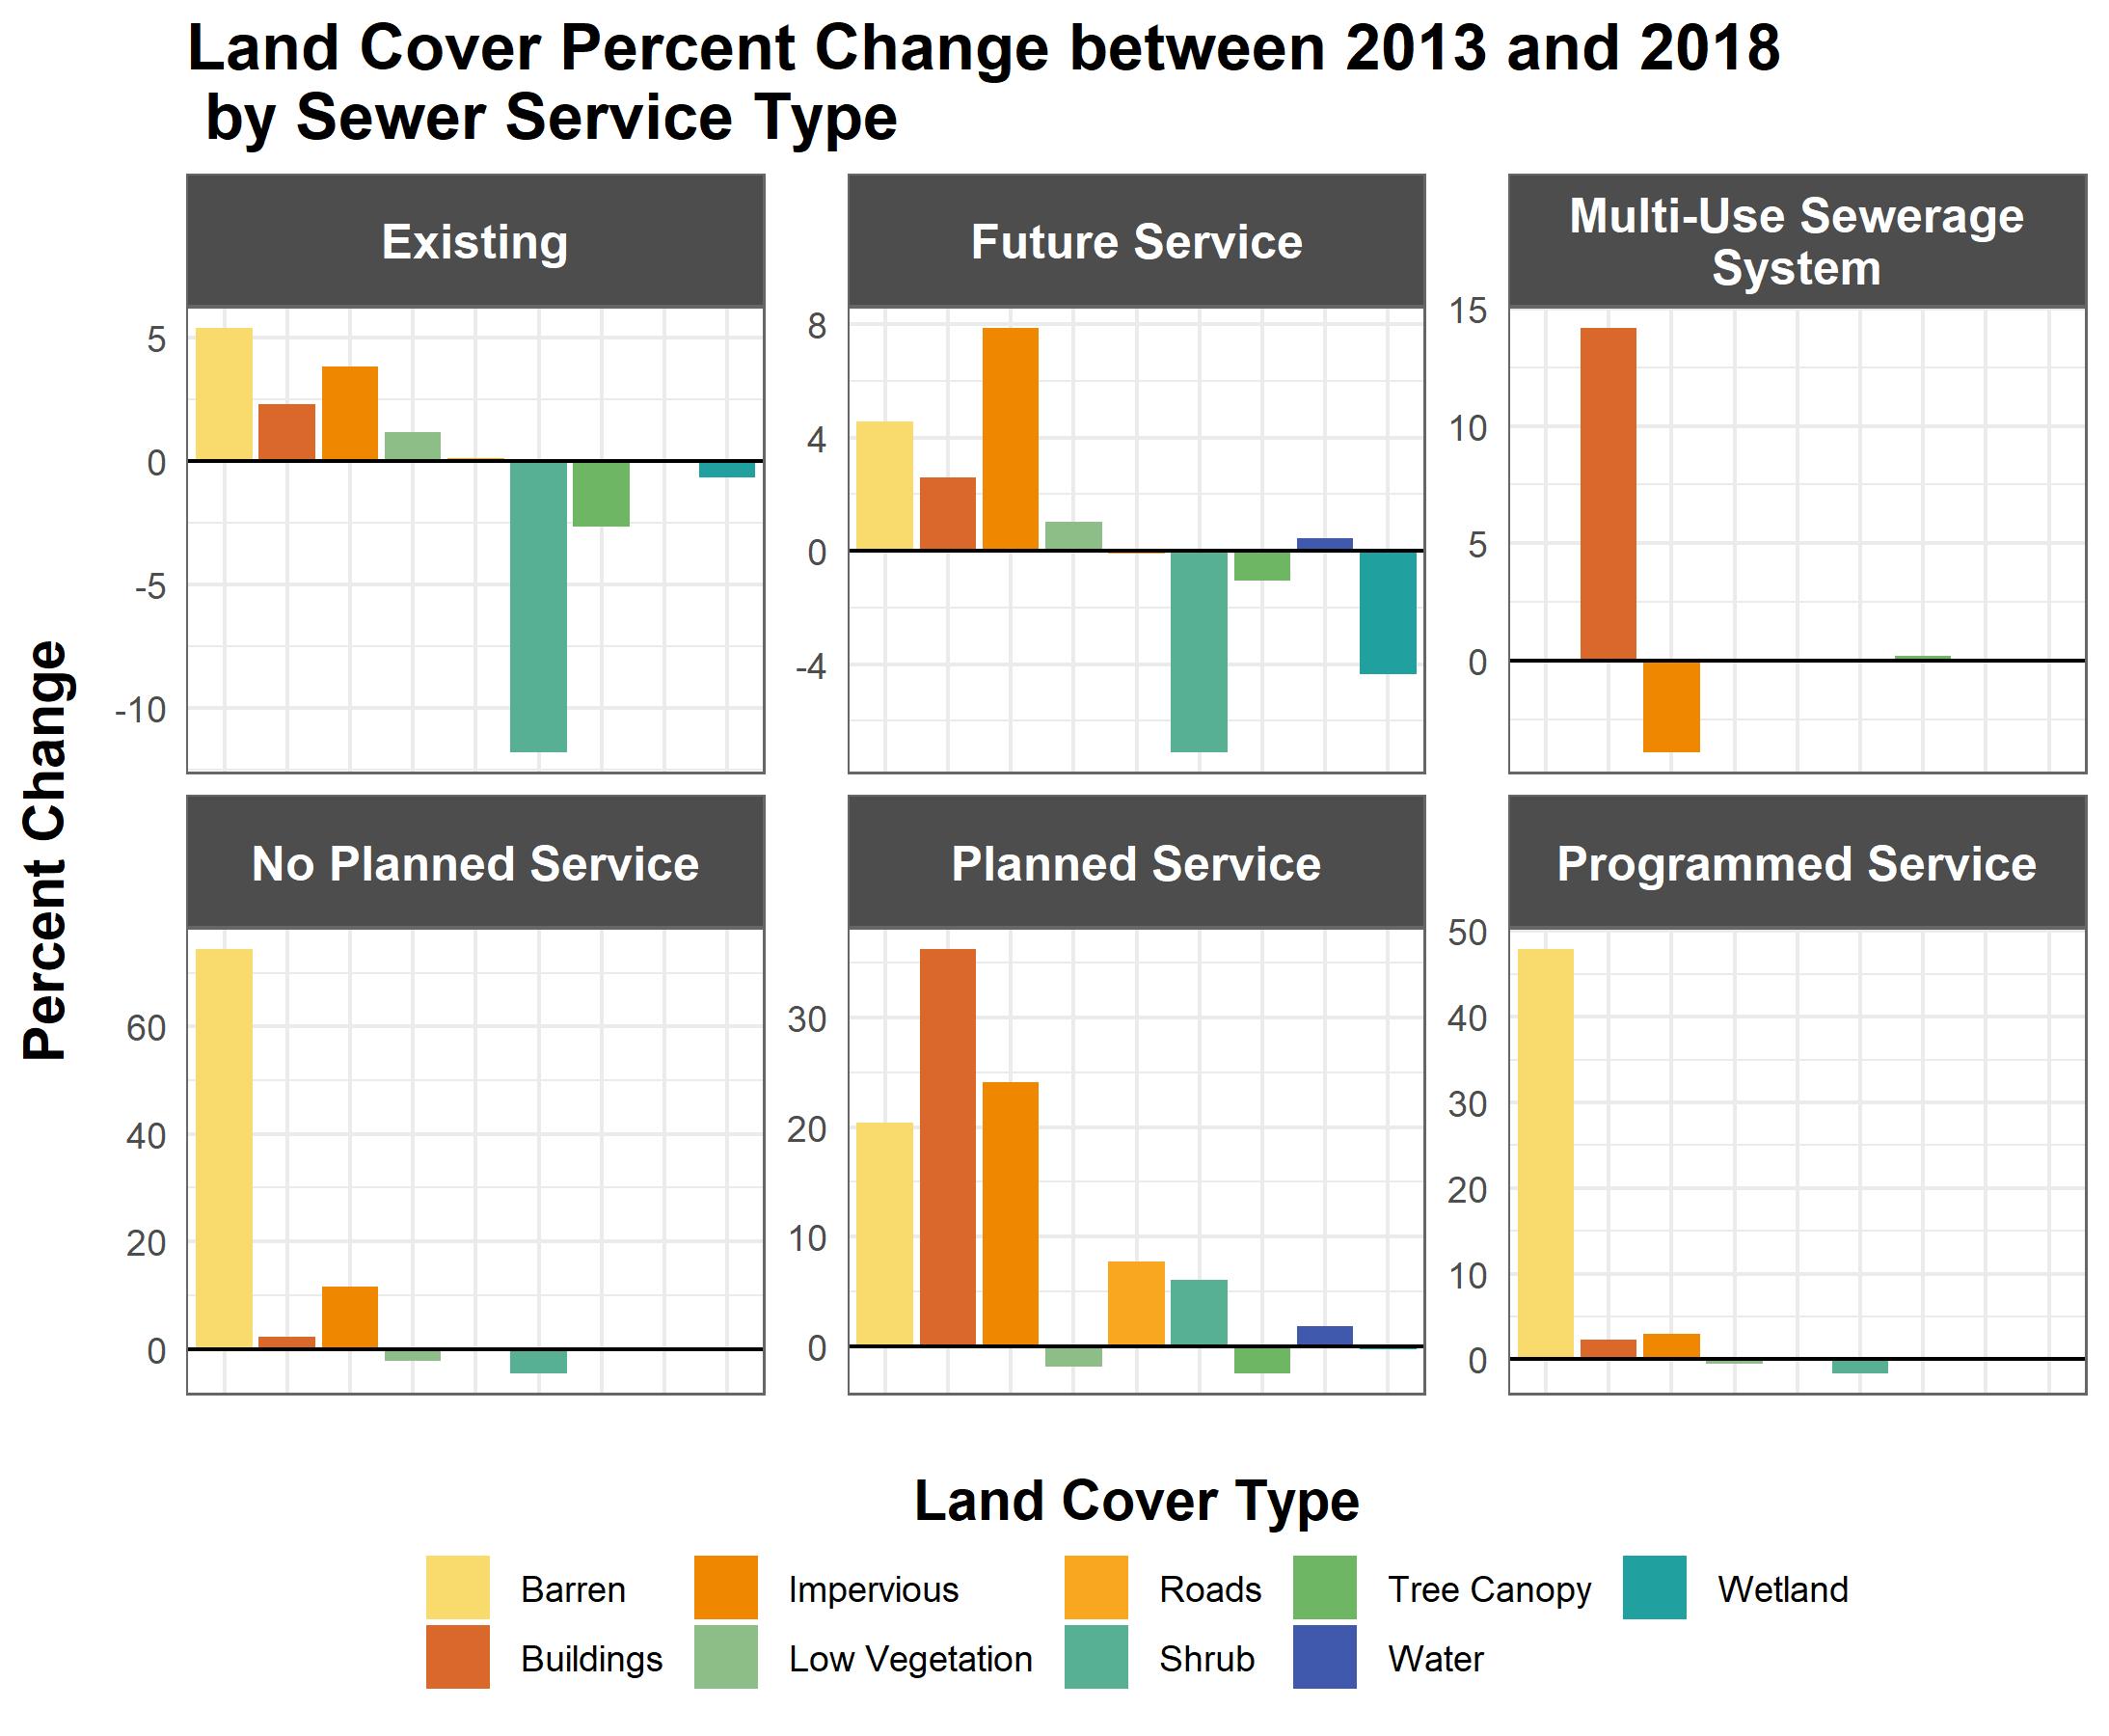 Land Cover Percent Change between 2013 and 2018
by Sewer Service Type
Existing
Future Service
Multi-Use Sewerage
System
5
0
-5
-10
8
4
0
-4
15
10
5
0
No Planned Service
Planned Service
Programmed Service
60
40
20
0
30
20
10
0
50
40
30
20
10
0
Percent Change
Land Cover Type
Barren
Impervious
Roads
Tree Canopy
Wetland
Buildings
Low Vegetation
Shrub
Water